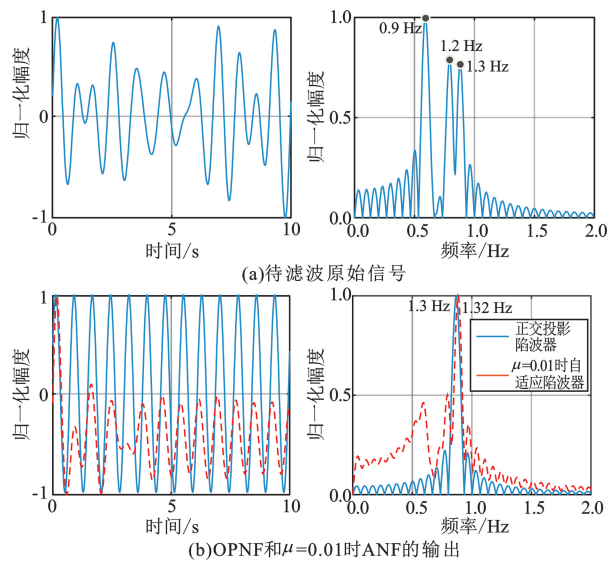 归一化幅度
1
0
-1
0
5
10
时间/s
归一化幅度
1.0
0.5
0.0
0.9 Hz
1.2 Hz
1.3 Hz
0.0
0.5
1.0
1.2
2.0
频率/Hz
(a)待滤波原始信号
归一化幅度
1
0
-1
0
5
10
时间/s
归一化幅度
1.0
0.5
0.0
1.3 Hz
1.32 Hz
正交投影
陷波器
μ=0.01时自
适应陷波器
0.0
0.5
1.0
1.2
2.0
频率/Hz
(b)OPNF和μ=0.01时ANF的输出